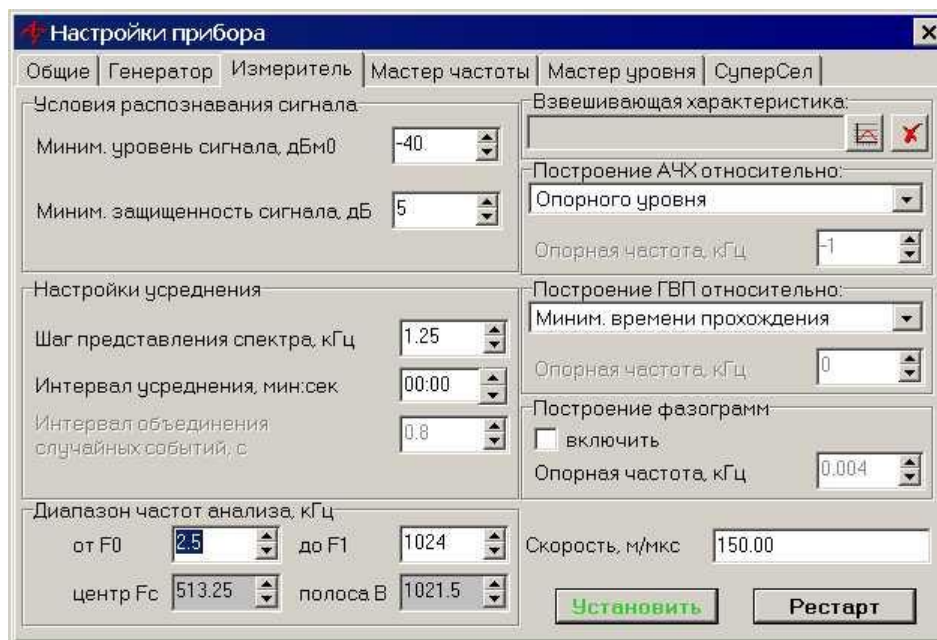 Настройки прибора
Общие Генератор Измеритель Мастер частоты Мастер уровня СуперСел
Условия распознавания сигнала
Миним. уровень сигнала, дБм0 -40.
Миним. защищенность сигнала, дБ 5
Настройки усреднения
Шаг представления спектра, кГц 1.25
Интервал усреднения, мин:сек 00:00
Интервал объединения
случайных событий, с 0.8
Диапазон частот анализа, кГц
от F0 2.5 до F1 1024
центр Fc 513.25 полоса B 1021.5
Взвешивающая характеристика:
Построение АЧХ относительно:
Опорного уровня
Опорная частота, кГц -1
Построение ГВП относительно:
Миним. времени прохождения
Опорная частота, кГц 0
Построение фазограмм
включить
Опорная частота, кГц 0.004
Скорость, м/мкс 150.00
Установить Рестарт